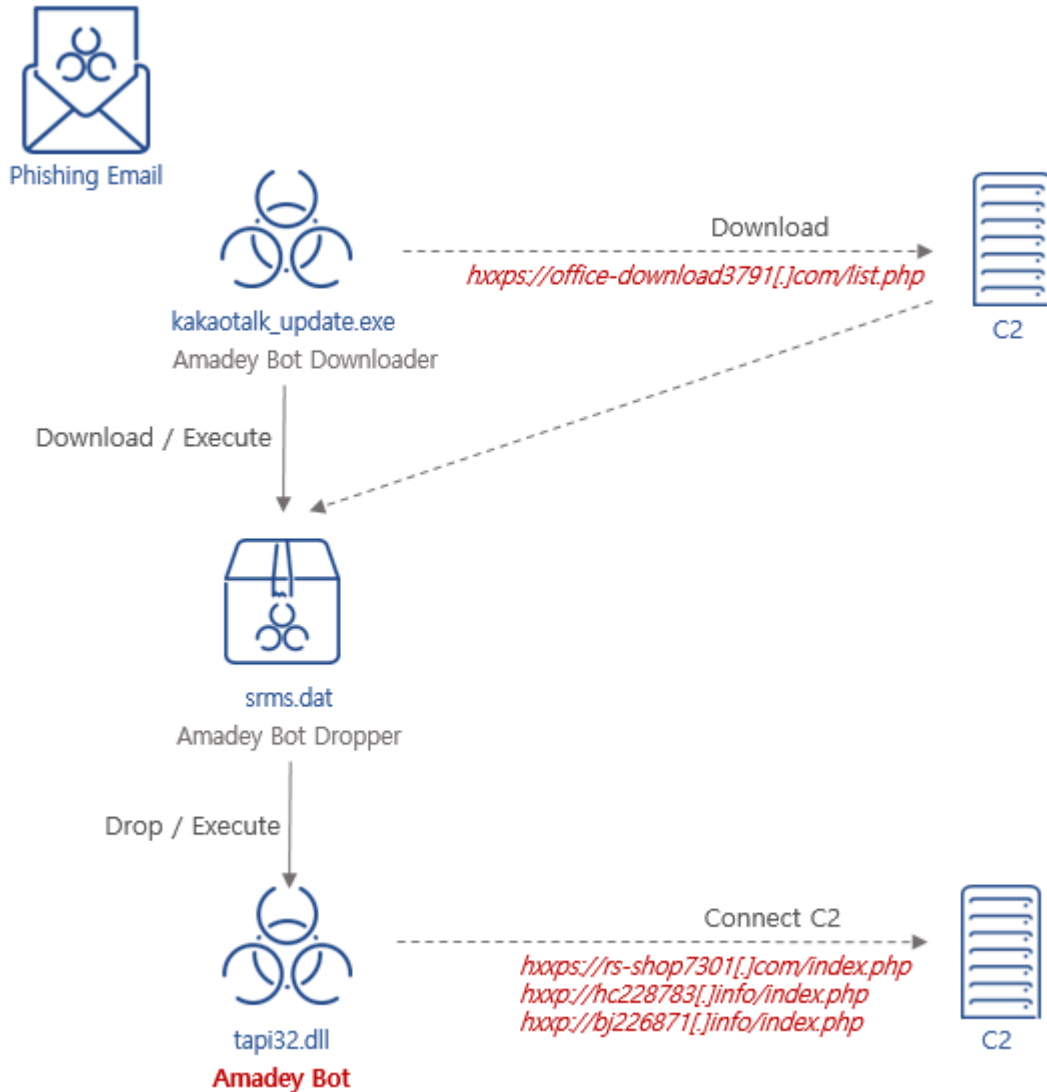 Phishing Email
Download
hxxps://office-download3791[.]com/list.php
kakaotalk_update.exe
Amadey Bot Downloader
C2
Download / Execute
srms.dat
Amadey Bot Dropper
Drop / Execute
Connect C2
hxxps://rs-shop7301[.]com/index.php
hxxp://hc228783[.]info/index.php
hxxp://bj226871[.]info/index.php
tapi32.dll
Amadey Bot
C2